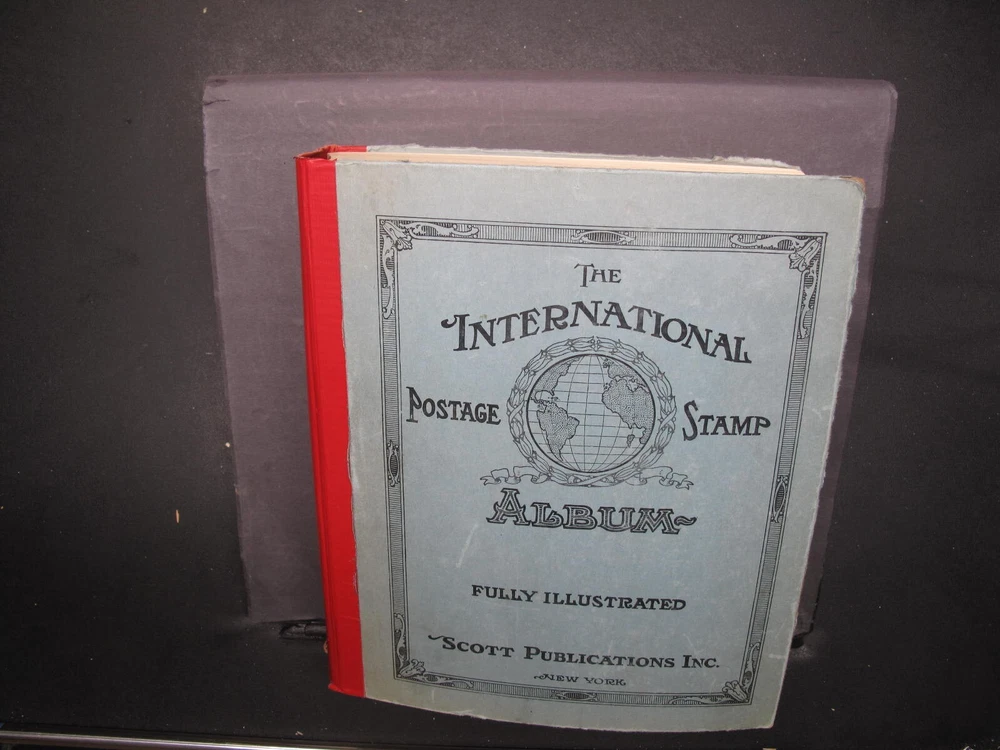 THE
INTERNATIONAL
POSTAGE STAMP
ALBUM
FULLY ILLUSTRATED
SCOTT PUBLICATIONS INC.
NEW YORK